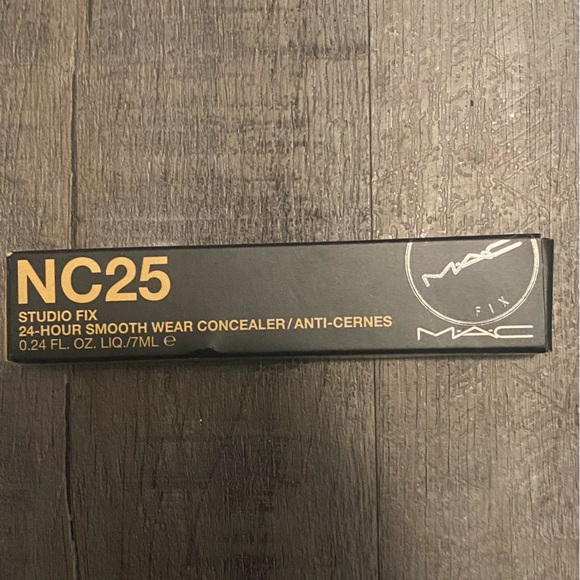 NC25
STUDIO FIX
24-HOUR SMOOTH WEAR CONCEALER/ANTI-CERNES
0.24 FL. OZ. LIQ./7ML ℮
MAC
FIX
MAC